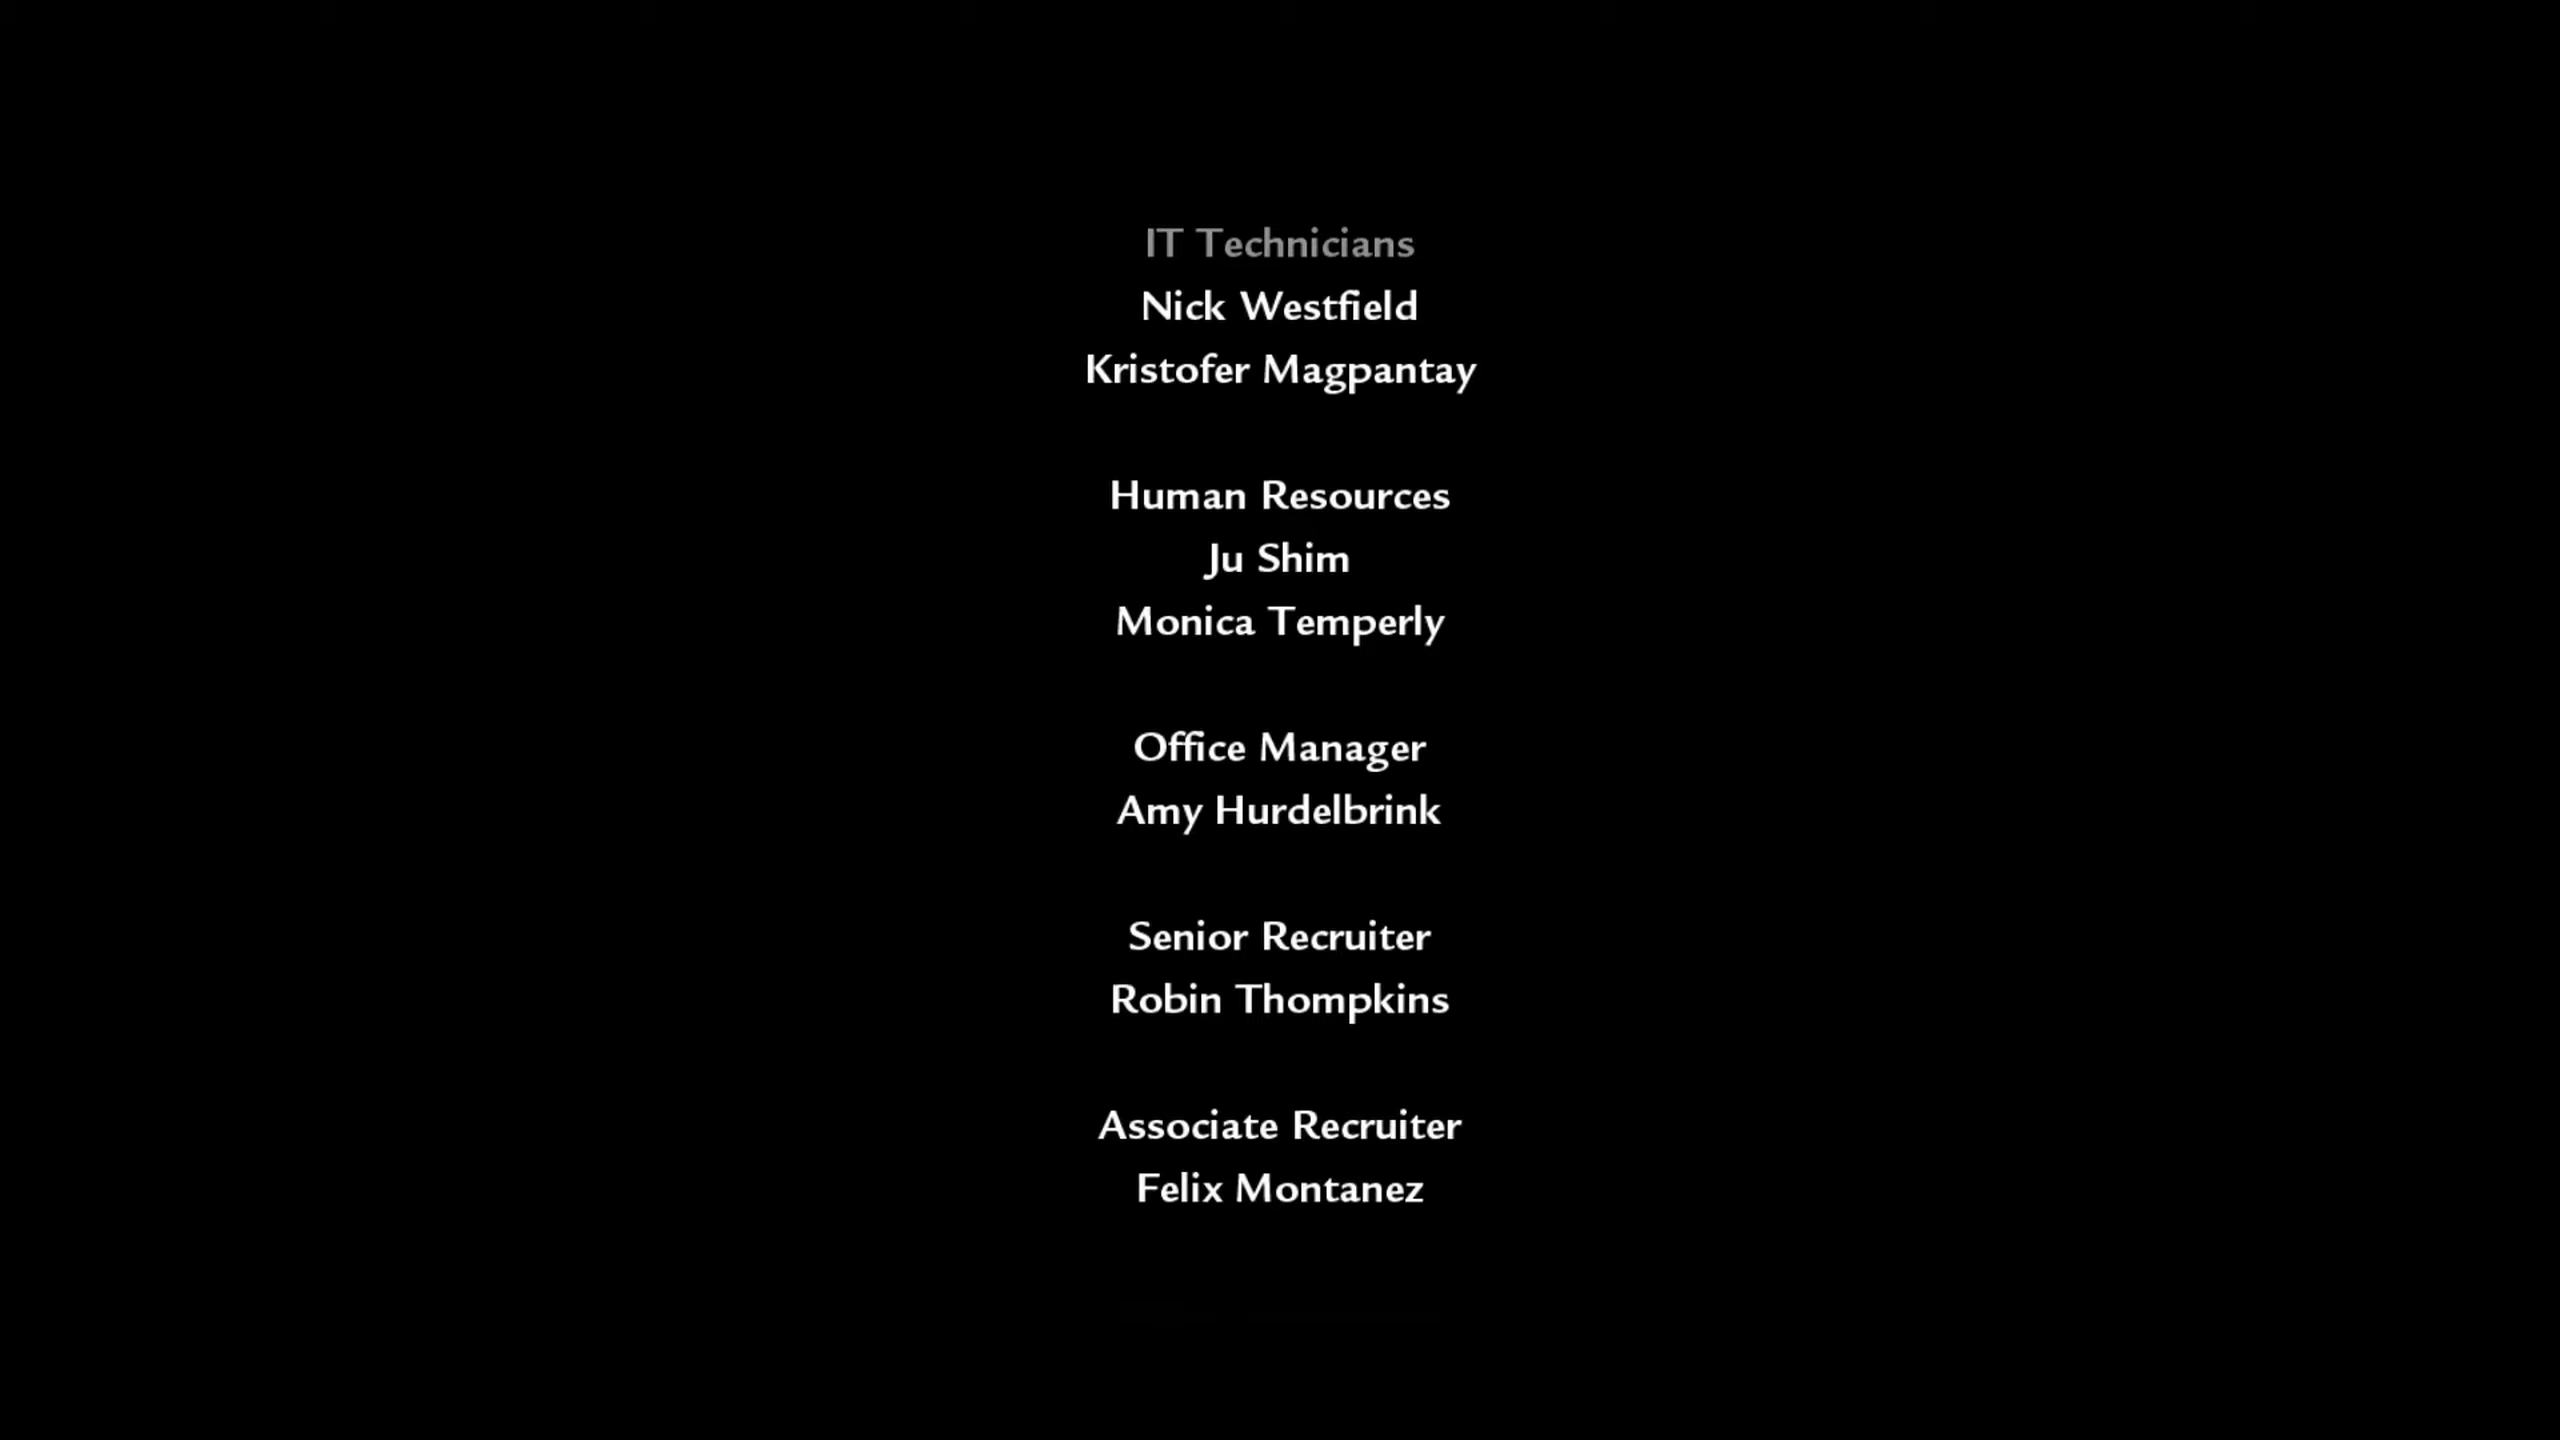 IT Technicians
Nick Westfield
Kristofer Magpantay
Human Resources
Ju Shim
Monica Temperly
Office Manager
Amy Hurdelbrink
Senior Recruiter
Robin Thompkins
Associate Recruiter
Felix Montanez